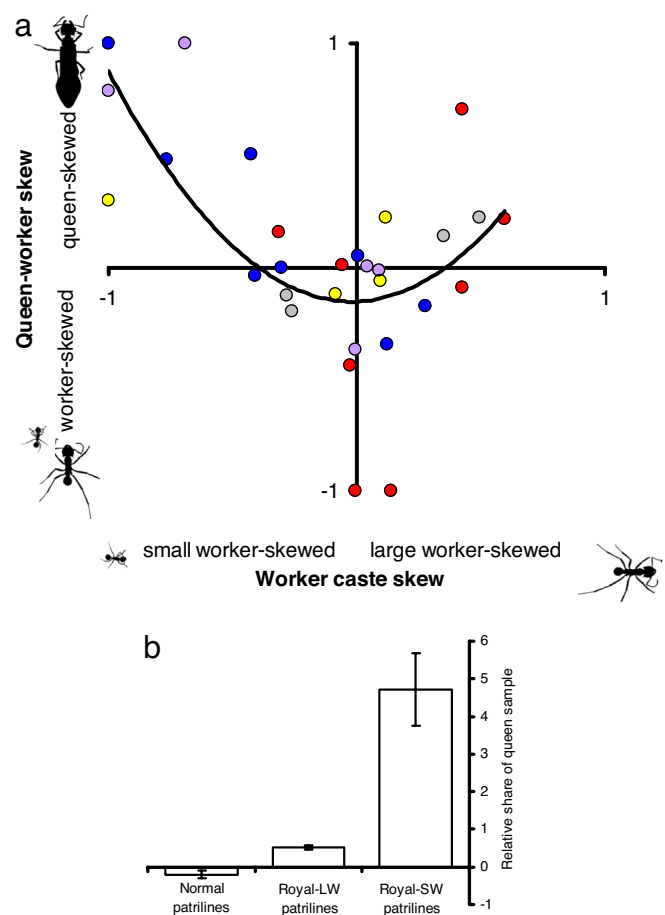 a
1
Queen-worker skew
queen-skewed
worker-skewed
-1
1
-1
small worker-skewed large worker-skewed
Worker caste skew
b
6
5
4
3
2
1
0
-1
Relative share of queen sample
Normal patrilines
Royal-LW patrilines
Royal-SW patrilines